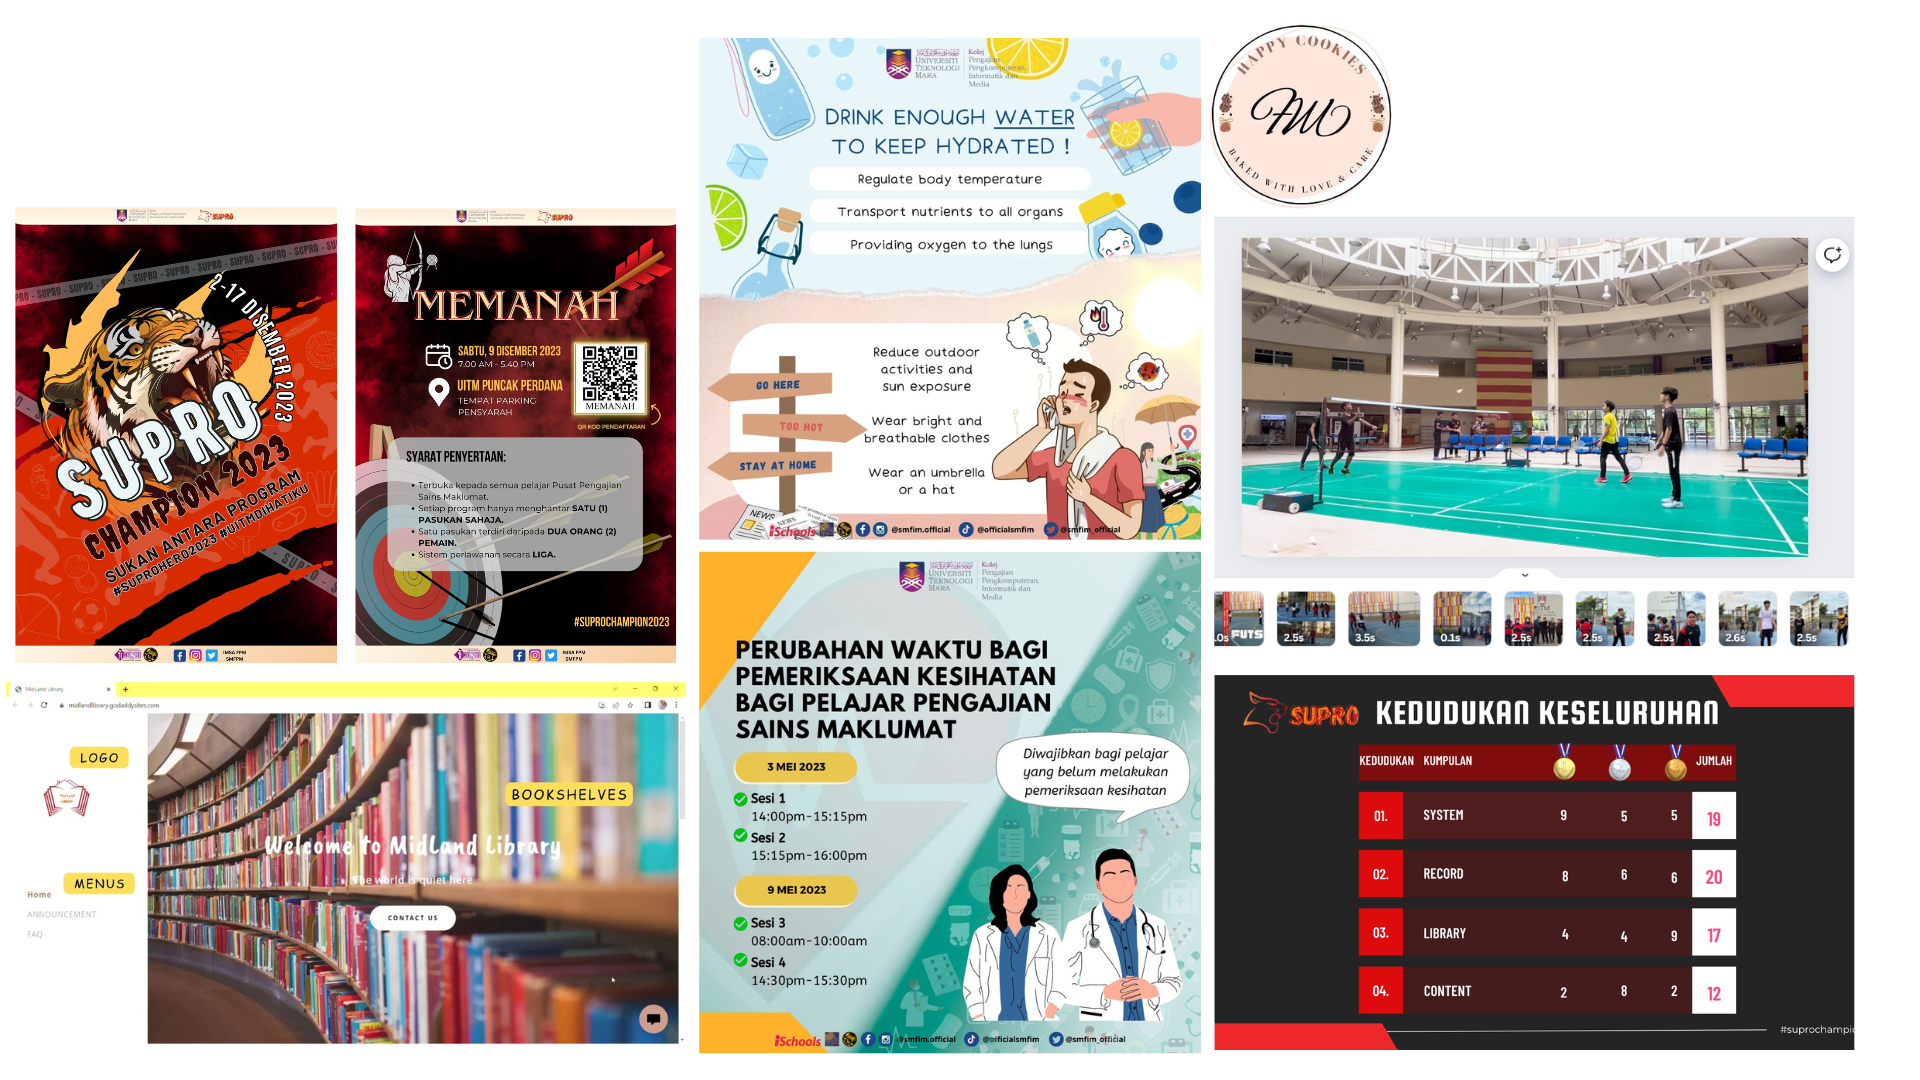 SUPRO
SUPRO - SUPRO - SUPRO - SUPRO - SUPRO - SUPRO
2-17 DISEMBER 2023
SUPRO
CHAMPION 2023
SUKAN ANTARA PROGRAM
#SUPROHERO2023 #UITMDIHATIKU
IMSA FPM
SMFPM
SUPRO
MEMANAH
SABTU, 9 DISEMBER 2023
7.00 AM - 5.40 PM
UITM PUNCAK PERDANA
TEMPAT PARKING
PENSYARAH
MEMANAH
QR KOD PENDAFTARAN
SYARAT PENYERTAAN:
• Terbuka kepada semua pelajar Pusat Pengajian
Sains Maklumat.
• Setiap program hanya menghantar SATU (1)
PASUKAN SAHAJA.
• Satu pasukan terdiri daripada DUA ORANG (2)
PEMAIN.
• Sistem perlawanan secara LIGA.
#SUPROCHAMPION2023
IMSA FPM
SMFPM
MidLand Library
midlandlibrary.godaddysites.com
LOGO
BOOKSHELVES
MENUS
Home
ANNOUNCEMENT
FAQ
Welcome to MidLand Library
The world is quiet here
CONTACT US
UNIVERSITI
TEKNOLOGI
MARA
Kolej
Pengajian
Pengkomputeran,
Informatik dan
Media
DRINK ENOUGH WATER
TO KEEP HYDRATED !
Regulate body temperature
Transport nutrients to all organs
Providing oxygen to the lungs
GO HERE
TOO HOT
STAY AT HOME
Reduce outdoor
activities and
sun exposure
Wear bright and
breathable clothes
Wear an umbrella
or a hat
NEWS
NEWS
iSchools
@smfim.official
@officialsmfim
@smfim_official
UNIVERSITI
TEKNOLOGI
MARA
Kolej
Pengajian
Pengkomputeran,
Informatik dan
Media
PERUBAHAN WAKTU BAGI
PEMERIKSAAN KESIHATAN
BAGI PELAJAR PENGAJIAN
SAINS MAKLUMAT
Diwajibkan bagi pelajar
yang belum melakukan
pemeriksaan kesihatan
3 MEI 2023
Sesi 1
14:00pm-15:15pm
Sesi 2
15:15pm-16:00pm
9 MEI 2023
Sesi 3
08:00am-10:00am
Sesi 4
14:30pm-15:30pm
iSchools
@smfim.official
@officialsmfim
@smfim_official
HAPPY COOKIES
BAKED WITH LOVE & CARE
.0s FUTS
2.5s
3.5s
0.1s
2.5s
2.5s
2.5s
2.6s
2.5s
SUPRO KEDUDUKAN KESELURUHAN
KEDUDUKAN KUMPULAN JUMLAH
01. SYSTEM 9 5 5 19
02. RECORD 8 6 6 20
03. LIBRARY 4 4 9 17
04. CONTENT 2 8 2 12
#suprochampio